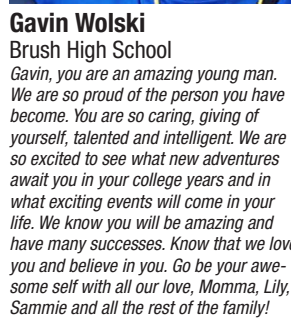 Gavin Wolski
Brush High School
Gavin, you are an amazing young man.
We are so proud of the person you have
become. You are so caring, giving of
yourself, talented and intelligent. We are
so excited to see what new adventures
await you in your college years and in
what exciting events will come in your
life. We know you will be amazing and
have many successes. Know that we love
you and believe in you. Go be your awe-
some self with all our love, Momma, Lily,
Sammie and all the rest of the family!